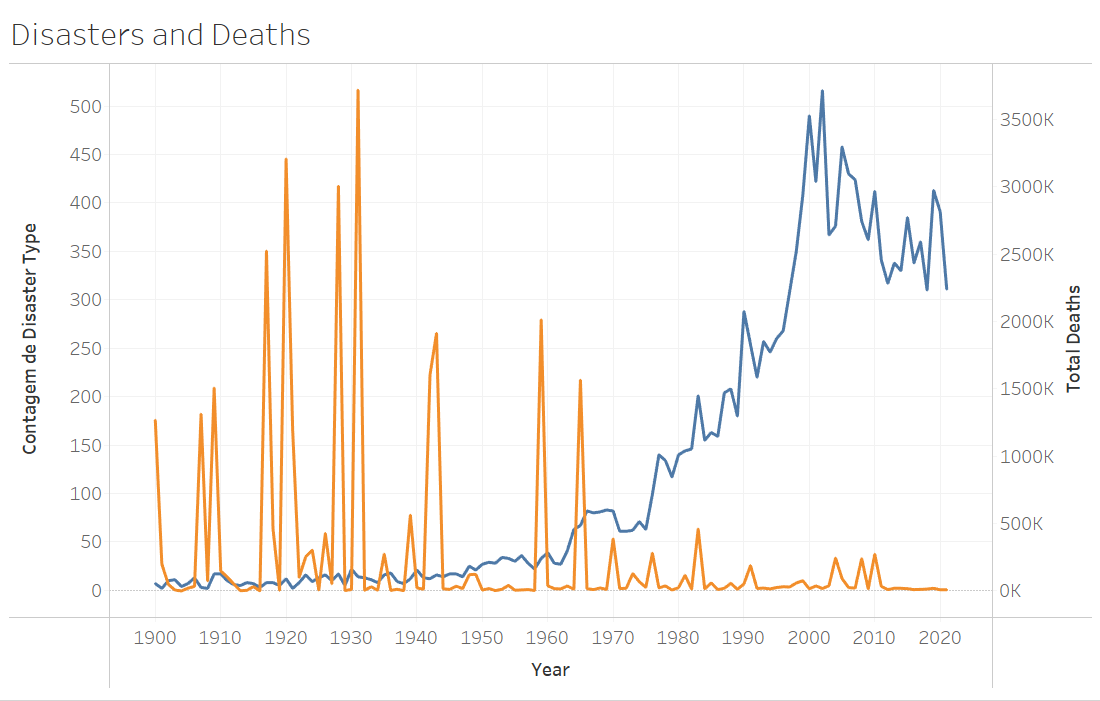 Disasters and Deaths
500
450
400
350
300
250
200
150
100
50
0
Contagem de Disaster Type
3500K
3000K
2500K
2000K
1500K
1000K
500K
0K
Total Deaths
1900 1910 1920 1930 1940 1950 1960 1970 1980 1990 2000 2010 2020
Year